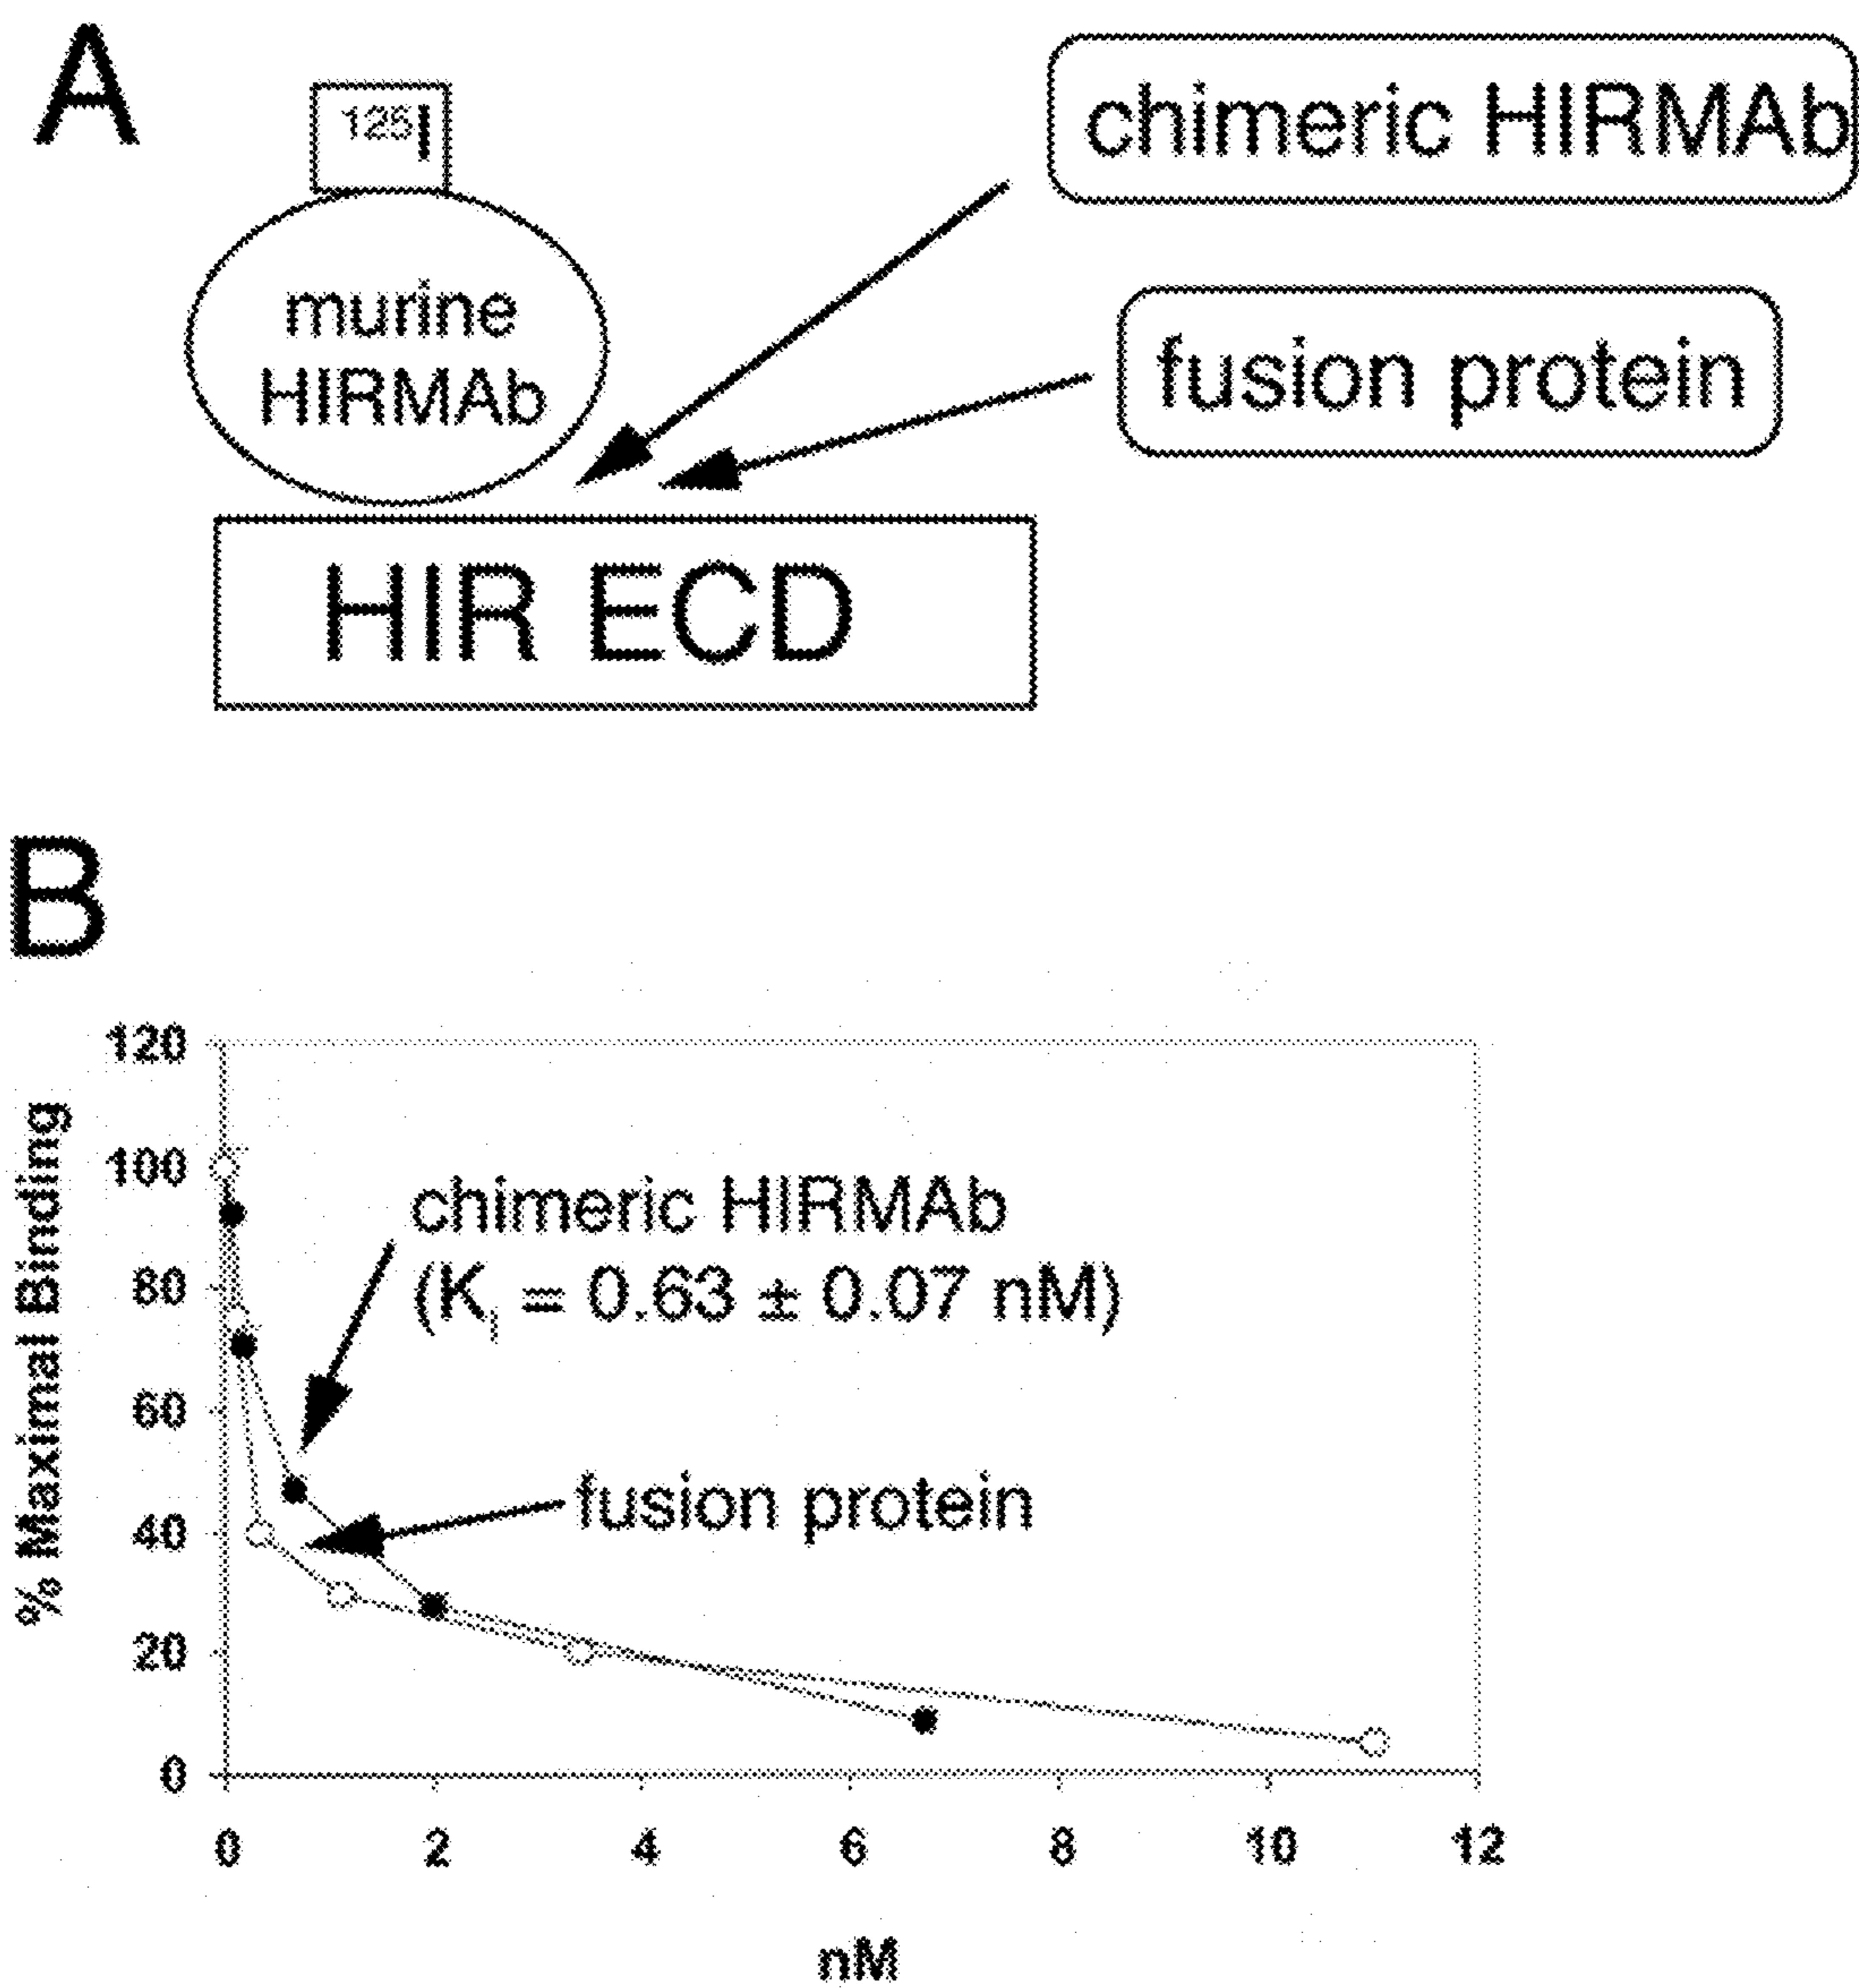 A
125I
chimeric HIRMAb
murine
HIRMAb
fusion protein
HIR ECD
B
120
100
80
60
40
20
0
% Maximal Binding
chimeric HIRMAb
(Ki = 0.63 ± 0.07 nM)
fusion protein
0 2 4 6 8 10 12
nM